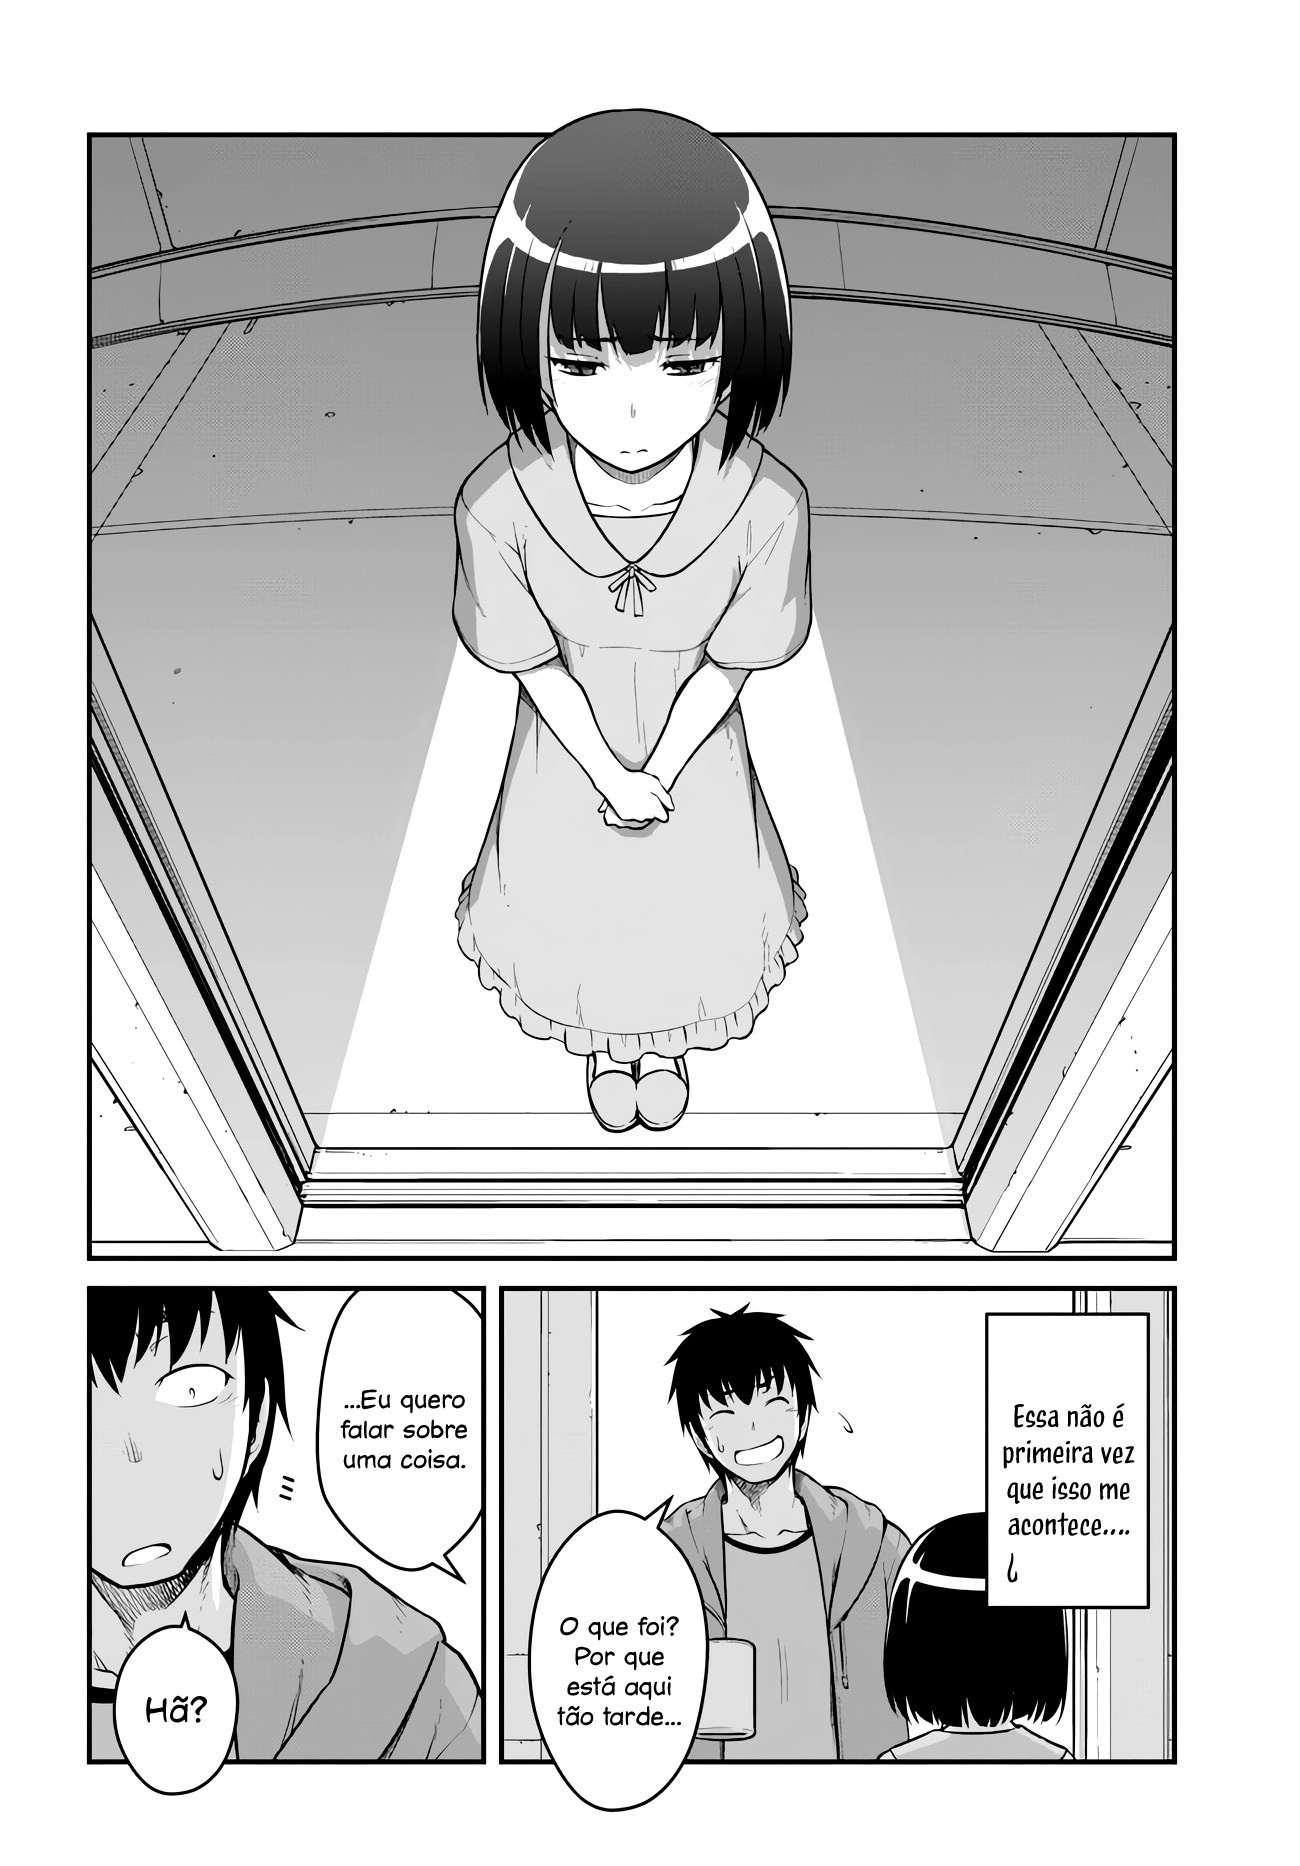 Essa não é
primeira vez
que isso me
acontece....
¿
O que foi?
Por que
está aqui
tão tarde...
...Eu quero
falar sobre
uma coisa.
Hã?